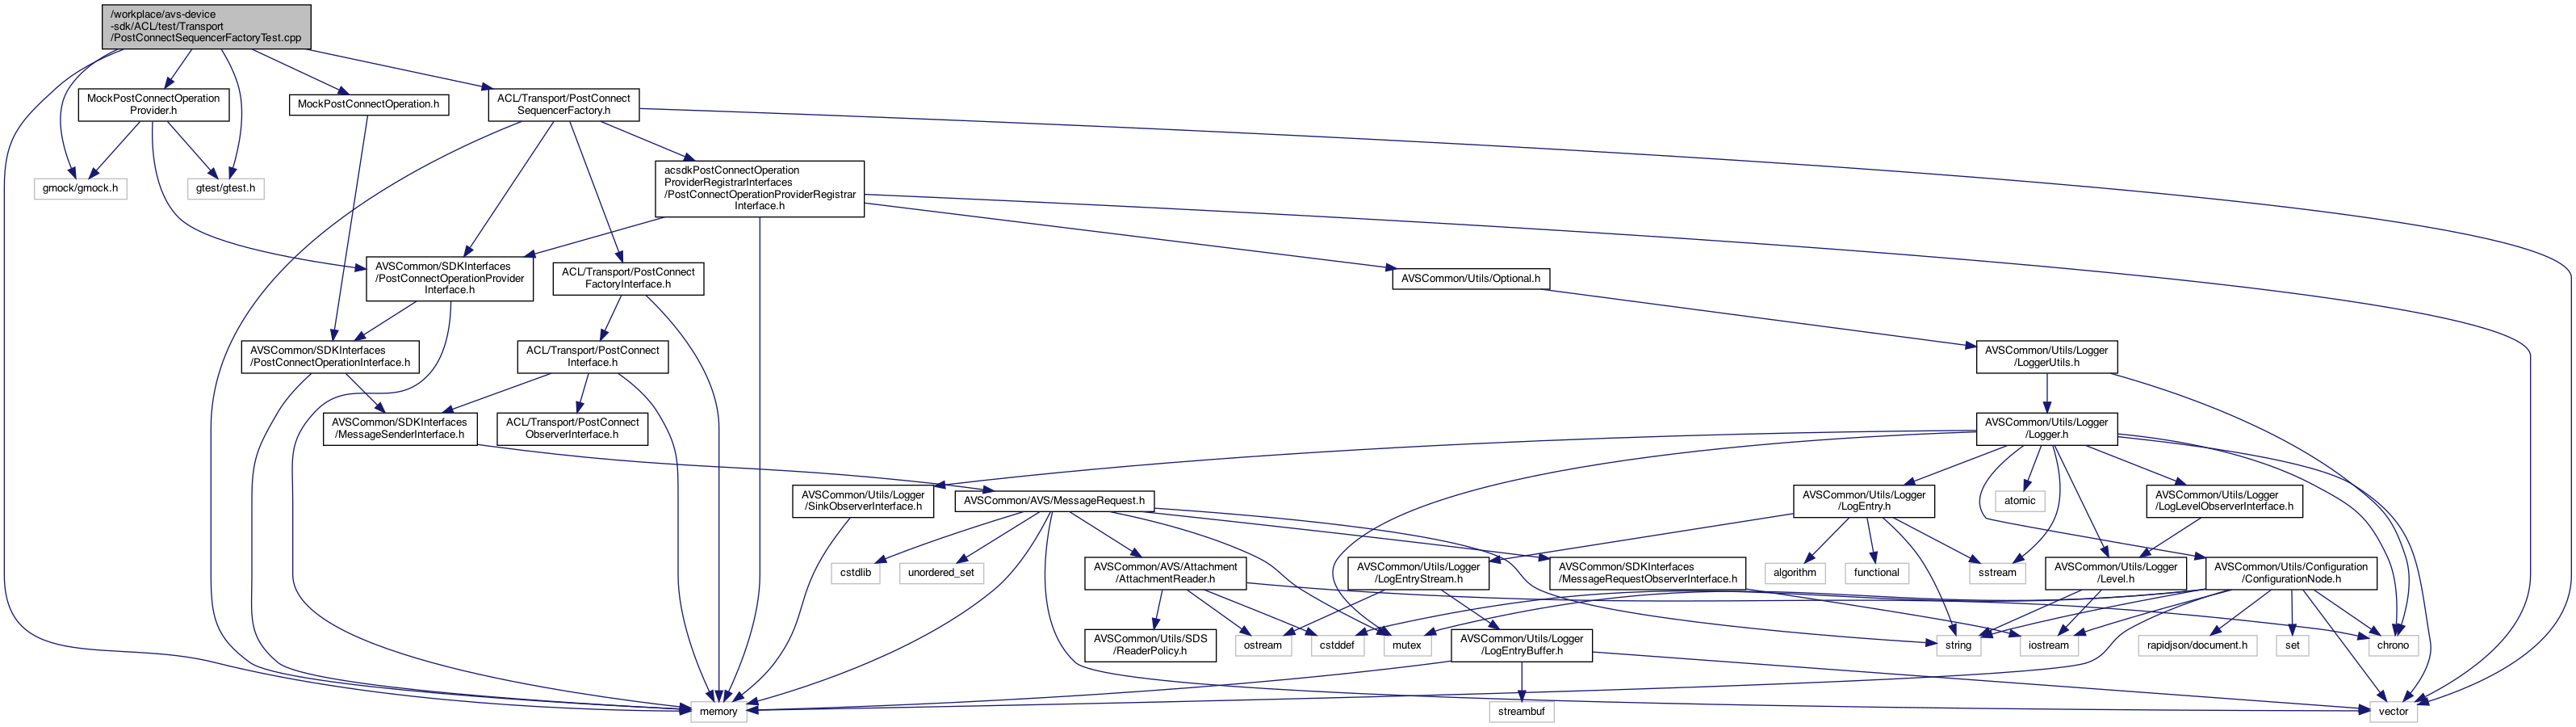 /workplace/avs-device
-sdk/ACL/test/Transport
/PostConnectSequencerFactoryTest.cpp
MockPostConnectOperation
Provider.h
MockPostConnectOperation.h
ACL/Transport/PostConnect
SequencerFactory.h
gmock/gmock.h
gtest/gtest.h
acsdkPostConnectOperation
ProviderRegistrarInterfaces
/PostConnectOperationProviderRegistrar
Interface.h
AVSCommon/SDKInterfaces
/PostConnectOperationProvider
Interface.h
ACL/Transport/PostConnect
FactoryInterface.h
AVSCommon/Utils/Optional.h
AVSCommon/SDKInterfaces
/PostConnectOperationInterface.h
ACL/Transport/PostConnect
Interface.h
AVSCommon/Utils/Logger
/LoggerUtils.h
AVSCommon/SDKInterfaces
/MessageSenderInterface.h
ACL/Transport/PostConnect
ObserverInterface.h
AVSCommon/Utils/Logger
/Logger.h
AVSCommon/Utils/Logger
/SinkObserverInterface.h
AVSCommon/AVS/MessageRequest.h
AVSCommon/Utils/Logger
/LogEntry.h
atomic
AVSCommon/Utils/Logger
/LogLevelObserverInterface.h
cstdlib
unordered_set
AVSCommon/AVS/Attachment
/AttachmentReader.h
AVSCommon/Utils/Logger
/LogEntryStream.h
AVSCommon/SDKInterfaces
/MessageRequestObserverInterface.h
algorithm
functional
sstream
AVSCommon/Utils/Logger
/Level.h
AVSCommon/Utils/Configuration
/ConfigurationNode.h
AVSCommon/Utils/SDS
/ReaderPolicy.h
ostream
cstddef
mutex
AVSCommon/Utils/Logger
/LogEntryBuffer.h
string
iostream
rapidjson/document.h
set
chrono
memory
streambuf
vector